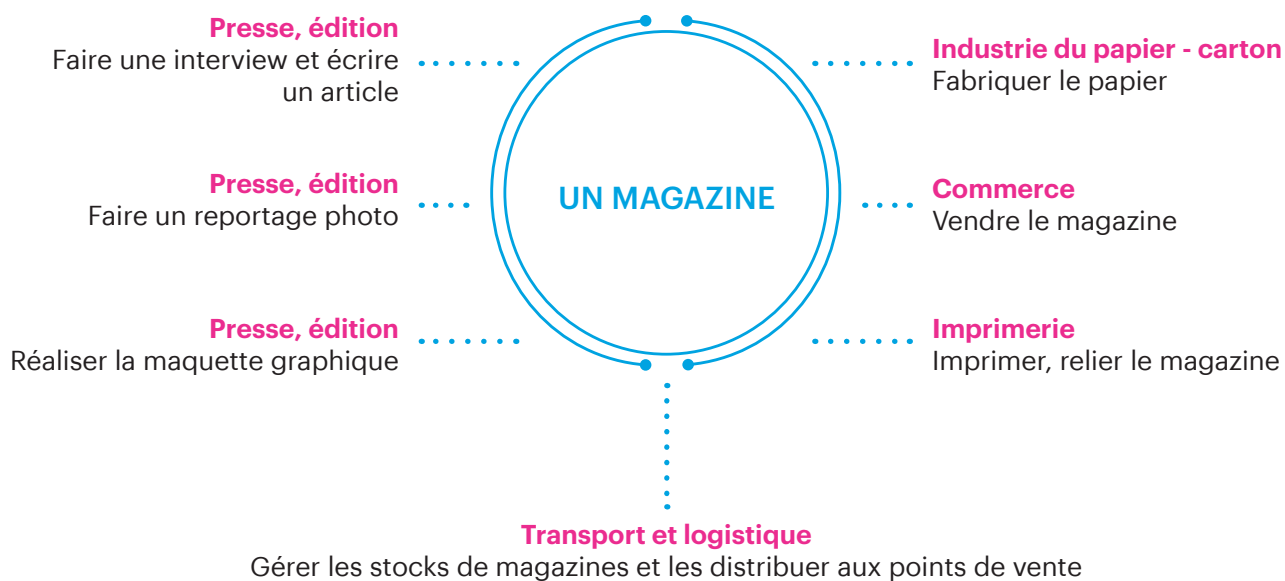 Presse, édition
Faire une interview et écrire
un article
Presse, édition
Faire un reportage photo
Presse, édition
Réaliser la maquette graphique
UN MAGAZINE
Industrie du papier - carton
Fabriquer le papier
Commerce
Vendre le magazine
Imprimerie
Imprimer, relier le magazine
Transport et logistique
Gérer les stocks de magazines et les distribuer aux points de vente